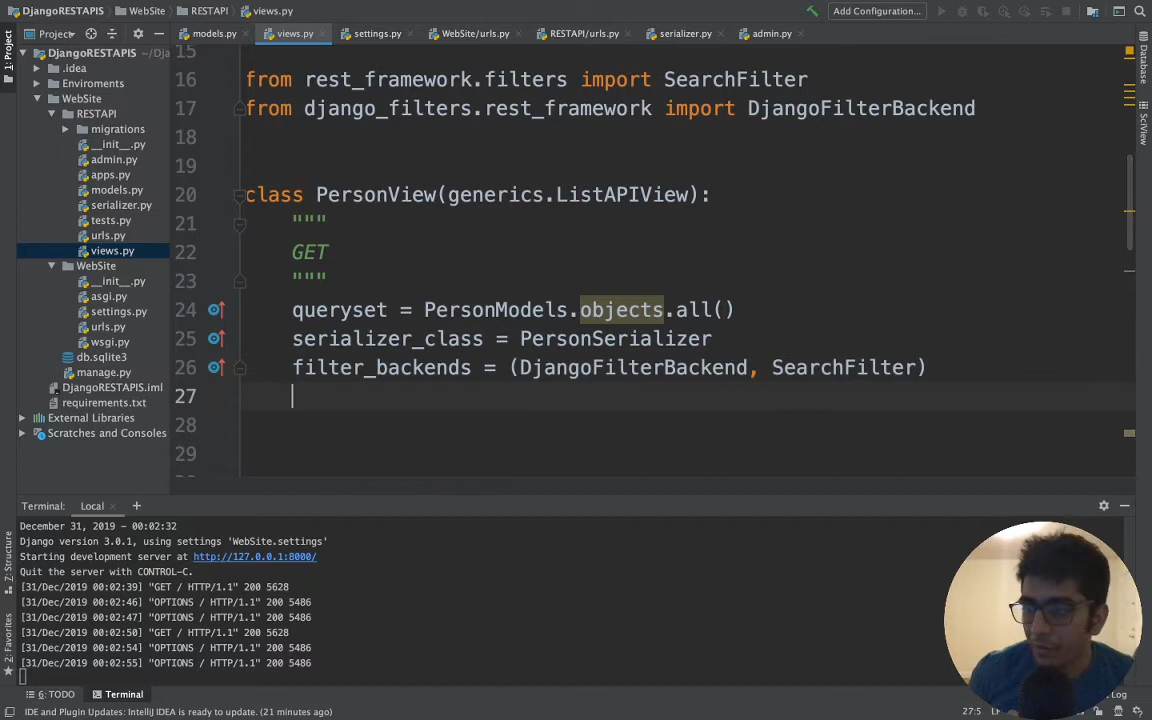 DjangoRESTAPIS
WebSite
RESTAPI
views.py
Add Configuration...
Project
models.py
views.py
settings.py
WebSite/urls.py
RESTAPI/urls.py
serializer.py
admin.py
1: Project
7: Structure
2: Favorites
Database
SciView
DjangoRESTAPIS ~/Dj
.idea
Enviroments
WebSite
RESTAPI
migrations
__init__.py
admin.py
apps.py
models.py
serializer.py
tests.py
urls.py
views.py
WebSite
__init__.py
asgi.py
settings.py
urls.py
wsgi.py
db.sqlite3
manage.py
DjangoRESTAPIS.iml
requirements.txt
External Libraries
Scratches and Consoles
15
16 from rest_framework.filters import SearchFilter
17 from django_filters.rest_framework import DjangoFilterBackend
18
19
20 class PersonView(generics.ListAPIView):
21 """
22 GET
23 """
24 queryset = PersonModels.objects.all()
25 serializer_class = PersonSerializer
26 filter_backends = (DjangoFilterBackend, SearchFilter)
27
28
29
Terminal: Local
December 31, 2019 - 00:02:32
Django version 3.0.1, using settings 'WebSite.settings'
Starting development server at http://127.0.0.1:8000/
Quit the server with CONTROL-C.
[31/Dec/2019 00:02:39] "GET / HTTP/1.1" 200 5628
[31/Dec/2019 00:02:46] "OPTIONS / HTTP/1.1" 200 5486
[31/Dec/2019 00:02:47] "OPTIONS / HTTP/1.1" 200 5486
[31/Dec/2019 00:02:50] "GET / HTTP/1.1" 200 5628
[31/Dec/2019 00:02:54] "OPTIONS / HTTP/1.1" 200 5486
[31/Dec/2019 00:02:55] "OPTIONS / HTTP/1.1" 200 5486
6: TODO
Terminal
Log
IDE and Plugin Updates: IntelliJ IDEA is ready to update. (21 minutes ago)
27:5